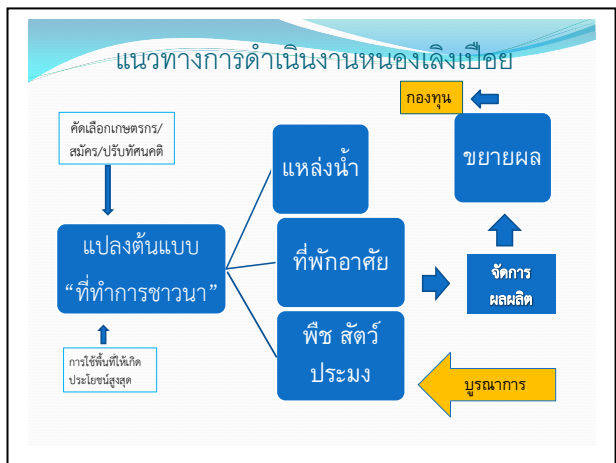 แนวทางการดำเนินงานหนองเลิงเปือย
กองทุน
คัดเลือกเกษตรกร/
สมัคร/ปรับทัศนคติ
แหล่งน้ำ
ขยายผล
แปลงต้นแบบ
“ที่ทำการชาวนา”
ที่พักอาศัย
จัดการ
ผลผลิต
พืช สัตว์
ประมง
การใช้พื้นที่ให้เกิด
ประโยชน์สูงสุด
บูรณาการ